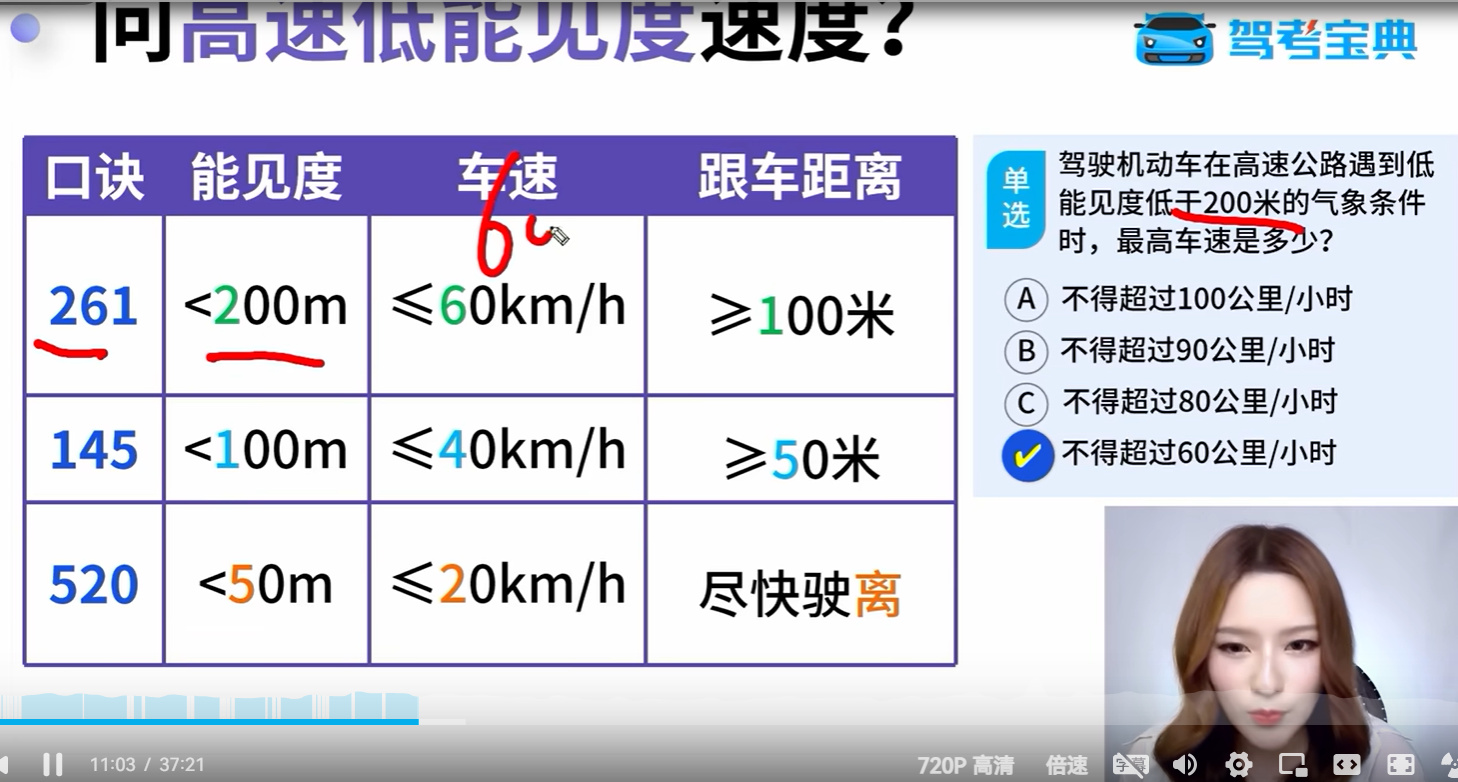 问高速低能见度速度?
驾考宝典
口诀 能见度 车速 跟车距离
60
261 <200m ≤60km/h ≥100米
145 <100m ≤40km/h ≥50米
520 <50m ≤20km/h 尽快驶离
单选
驾驶机动车在高速公路遇到低
能见度低于200米的气象条件
时，最高车速是多少?
A 不得超过100公里/小时
B 不得超过90公里/小时
C 不得超过80公里/小时
不得超过60公里/小时
11:03 / 37:21
720P 高清 倍速 字幕